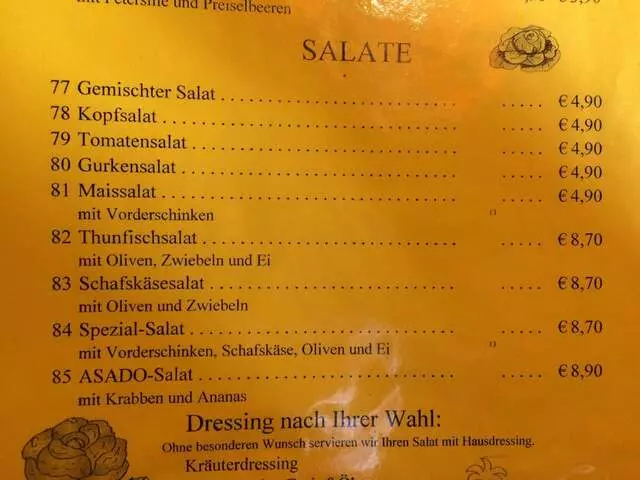 mit Petersilie und Preiselbeeren
SALATE
77 Gemischter Salat ........................ ..... € 4,90
78 Kopfsalat ........................ ..... € 4,90
79 Tomatensalat ........................ ..... € 4,90
80 Gurkensalat ........................ ..... € 4,90
81 Maissalat ........................ ..... € 4,90
mit Vorderschinken
82 Thunfischsalat ........................ ..... € 8,70
mit Oliven, Zwiebeln und Ei
83 Schafskäsesalat ........................ ..... € 8,70
mit Oliven und Zwiebeln
84 Spezial-Salat ........................ ..... € 8,70
mit Vorderschinken, Schafskäse, Oliven und Ei
85 ASADO-Salat ........................ ..... € 8,90
mit Krabben und Ananas
Dressing nach Ihrer Wahl:
Ohne besonderen Wunsch servieren wir Ihren Salat mit Hausdressing.
Kräuterdressing